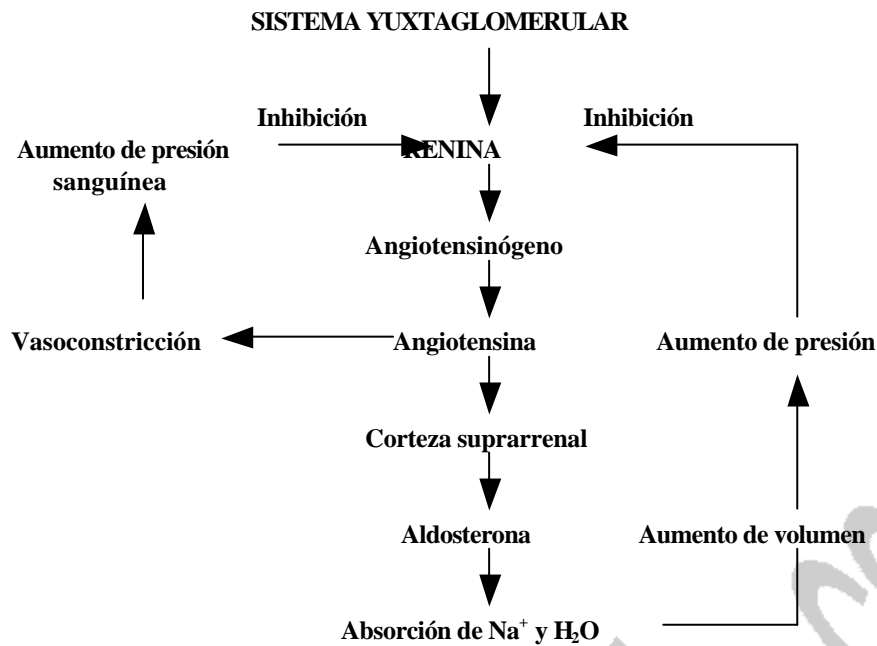 SISTEMA YUXTAGLOMERULAR
Inhibición
Inhibición
Aumento de presión
sanguínea
RENINA
Angiotensinógeno
Vasoconstricción
Angiotensina
Aumento de presión
Corteza suprarrenal
Aldosterona
Aumento de volumen
Absorción de Na⁺ y H₂O